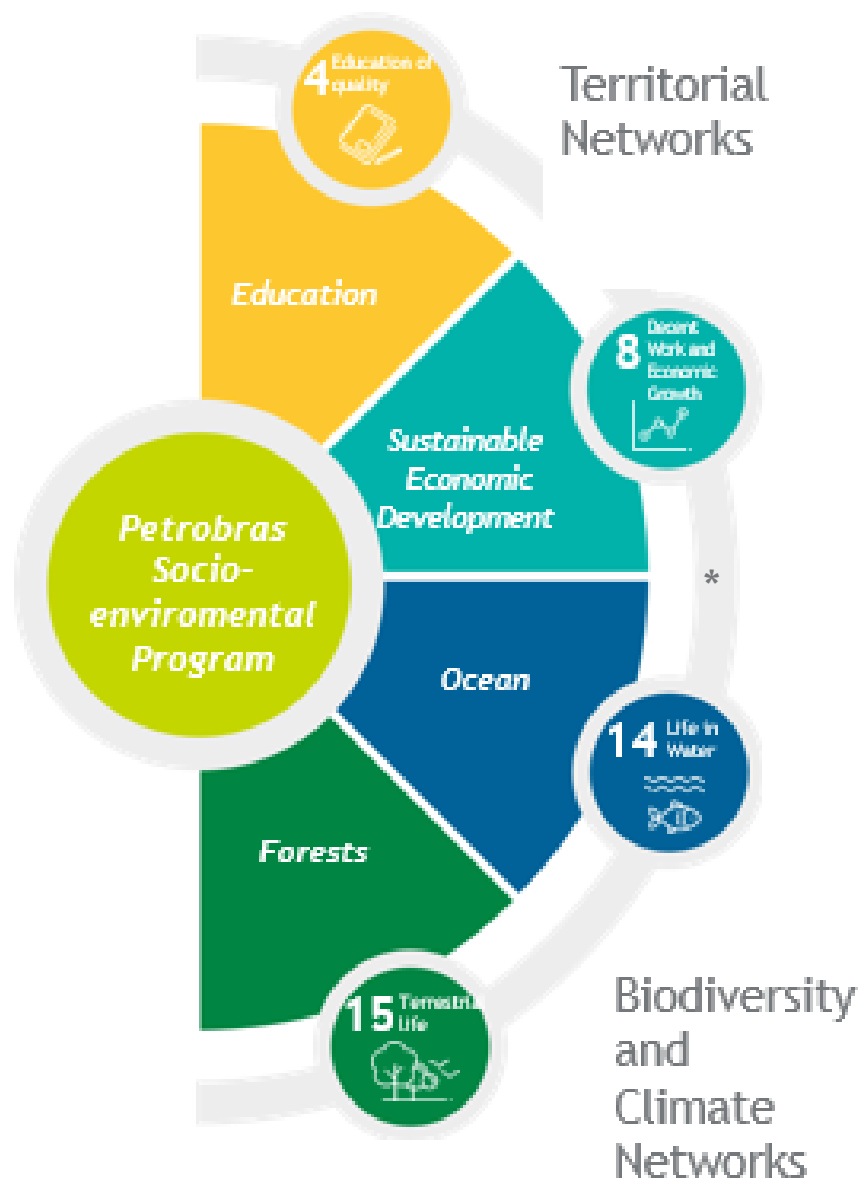 4 Education of
quality
Territorial
Networks
Education
8 Decent
Work and
Economic
Growth
Sustainable
Economic
Development
Petrobras
Socio-
enviromental
Program
*
Ocean
14 Life in
Water
Forests
15 Terrestri
Life
Biodiversity
and
Climate
Networks